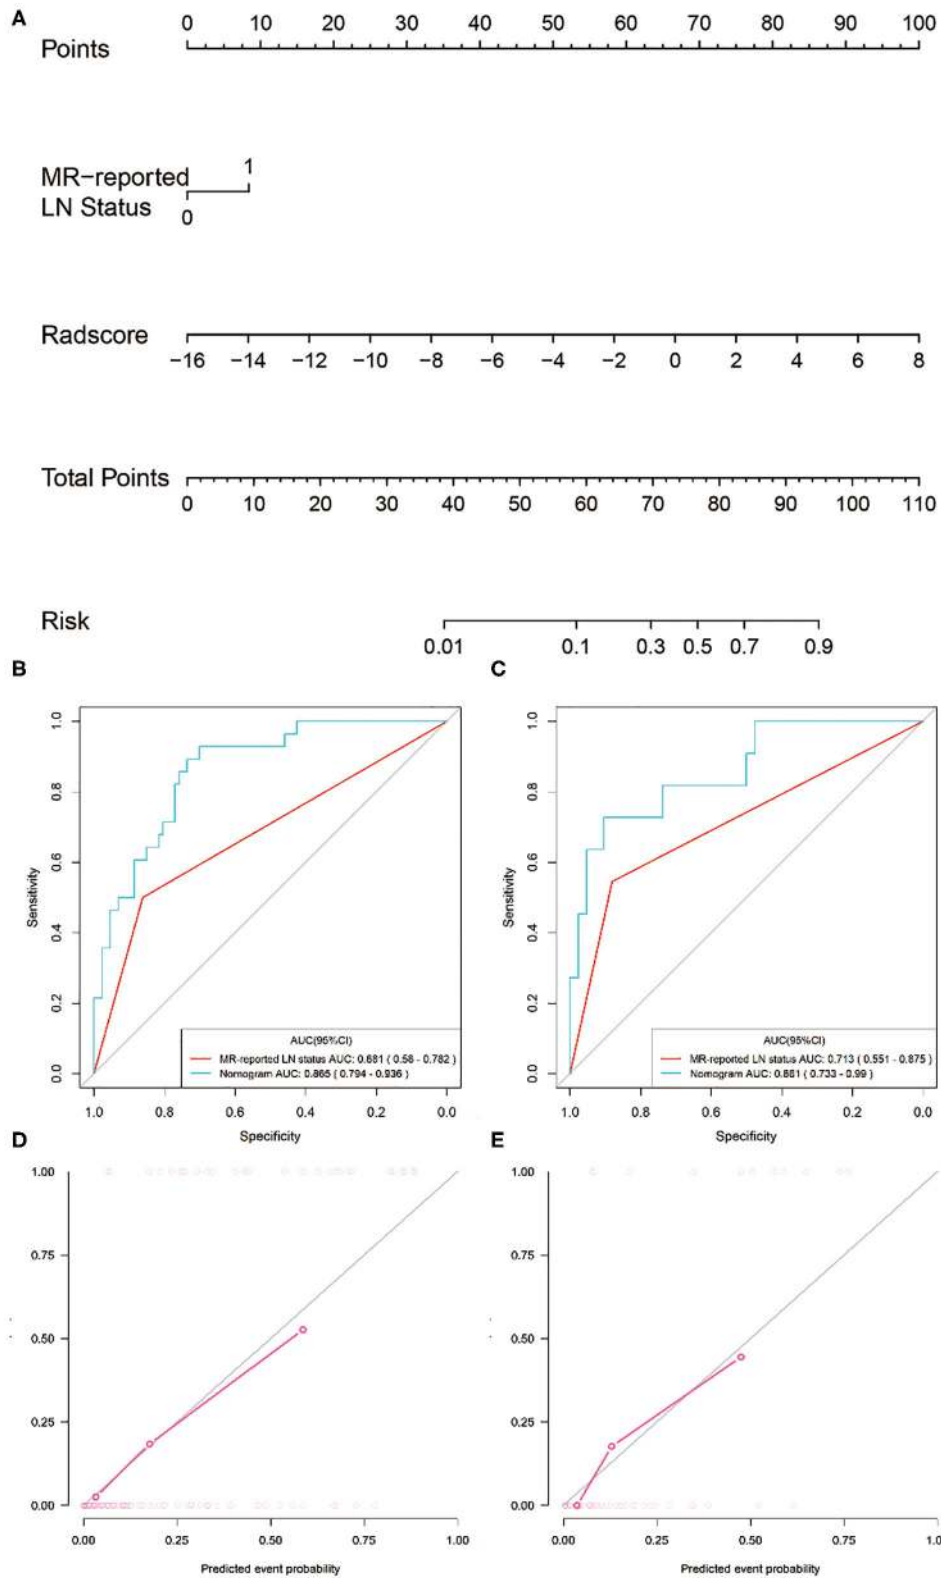 A
0 10 20 30 40 50 60 70 80 90 100
Points
1
MR−reported
LN Status
0
Radscore
−16 −14 −12 −10 −8 −6 −4 −2 0 2 4 6 8
Total Points
0 10 20 30 40 50 60 70 80 90 100 110
Risk
0.01 0.1 0.3 0.5 0.7 0.9
B
1.0
0.8
0.6
0.4
0.2
0.0
Sensitivity
AUC(95%CI)
MR-reported LN status AUC: 0.681 ( 0.58 - 0.782 )
Nomogram AUC: 0.865 ( 0.794 - 0.936 )
1.0 0.8 0.6 0.4 0.2 0.0
Specificity
C
1.0
0.8
0.6
0.4
0.2
0.0
Sensitivity
AUC(95%CI)
MR-reported LN status AUC: 0.713 ( 0.551 - 0.875 )
Nomogram AUC: 0.861 ( 0.733 - 0.99 )
1.0 0.8 0.6 0.4 0.2 0.0
Specificity
D
1.00
0.75
0.50
0.25
0.00
0.00 0.25 0.50 0.75 1.00
Predicted event probability
E
1.00
0.75
0.50
0.25
0.00
0.00 0.25 0.50 0.75 1.00
Predicted event probability